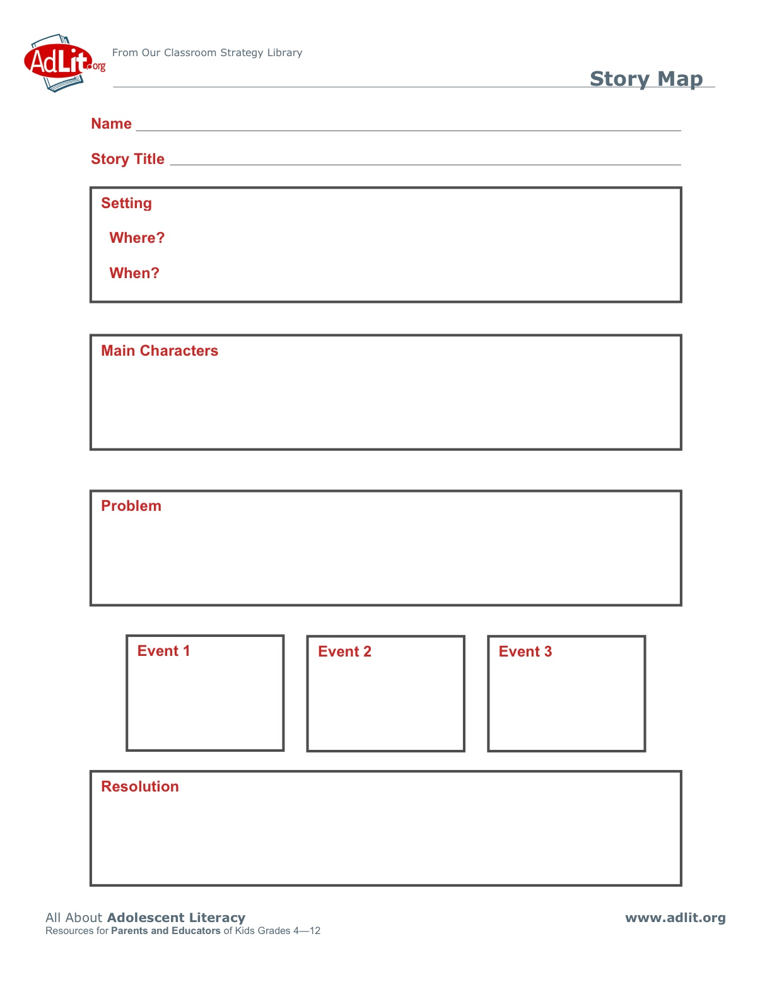 AdLit.org
From Our Classroom Strategy Library
Story Map
Name
Story Title
Setting
Where?
When?
Main Characters
Problem
Event 1 Event 2 Event 3
Resolution
All About Adolescent Literacy www.adlit.org
Resources for Parents and Educators of Kids Grades 4—12